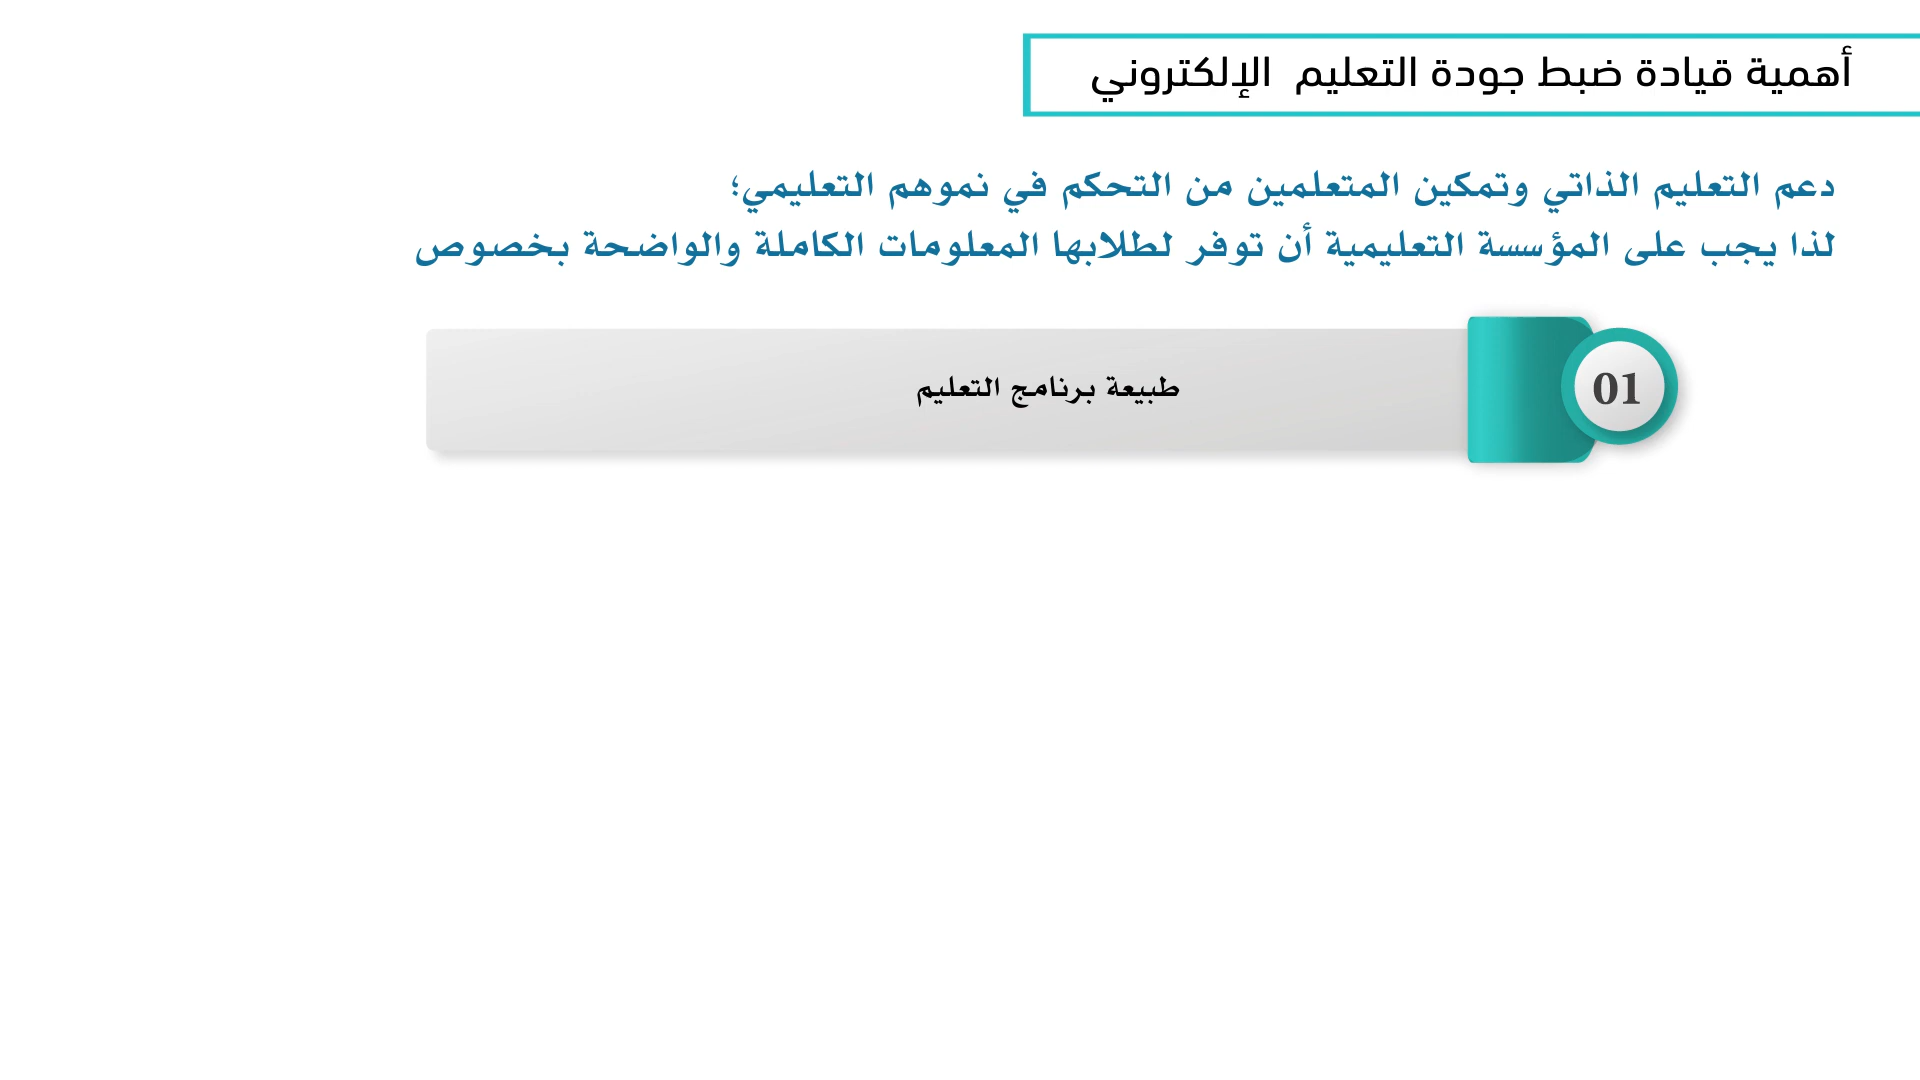 أهمية قيادة ضبط جودة التعليم الإلكتروني
دعم التعليم الذاتي وتمكين المتعلمين من التحكم في نموهم التعليمي؛
لذا يجب على المؤسسة التعليمية أن توفر لطلابها المعلومات الكاملة والواضحة بخصوص
01
طبيعة برنامج التعليم